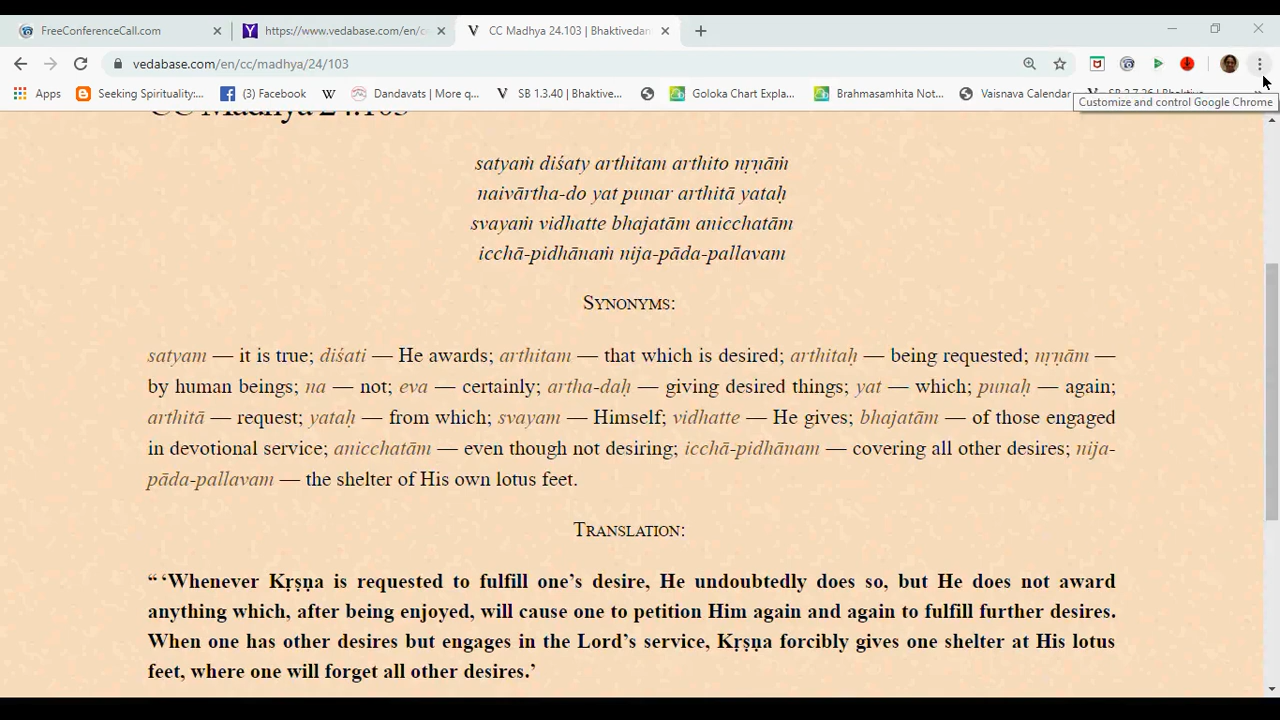 FreeConferenceCall.com
https://www.vedabase.com/en/c
CC Madhya 24.103 | Bhaktivedan
vedabase.com/en/cc/madhya/24/103
Apps Seeking Spirituality:... (3) Facebook Dandavats | More q... SB 1.3.40 | Bhaktive... Goloka Chart Expla... Brahmasamhita Not... Vaisnava Calendar
Customize and control Google Chrome
CC Madhya 24.103
satyaṁ diśaty arthitam arthito nṛṇāṁ
naivārtha-do yat punar arthitā yataḥ
svayaṁ vidhatte bhajatām anicchatām
icchā-pidhānaṁ nija-pāda-pallavam
SYNONYMS:
satyam — it is true; diśati — He awards; arthitam — that which is desired; arthitaḥ — being requested; nṛṇām —
by human beings; na — not; eva — certainly; artha-daḥ — giving desired things; yat — which; punaḥ — again;
arthitā — request; yataḥ — from which; svayam — Himself; vidhatte — He gives; bhajatām — of those engaged
in devotional service; anicchatām — even though not desiring; icchā-pidhānam — covering all other desires; nija-
pāda-pallavam — the shelter of His own lotus feet.
TRANSLATION:
“ ‘Whenever Kṛṣṇa is requested to fulfill one’s desire, He undoubtedly does so, but He does not award
anything which, after being enjoyed, will cause one to petition Him again and again to fulfill further desires.
When one has other desires but engages in the Lord’s service, Kṛṣṇa forcibly gives one shelter at His lotus
feet, where one will forget all other desires.’